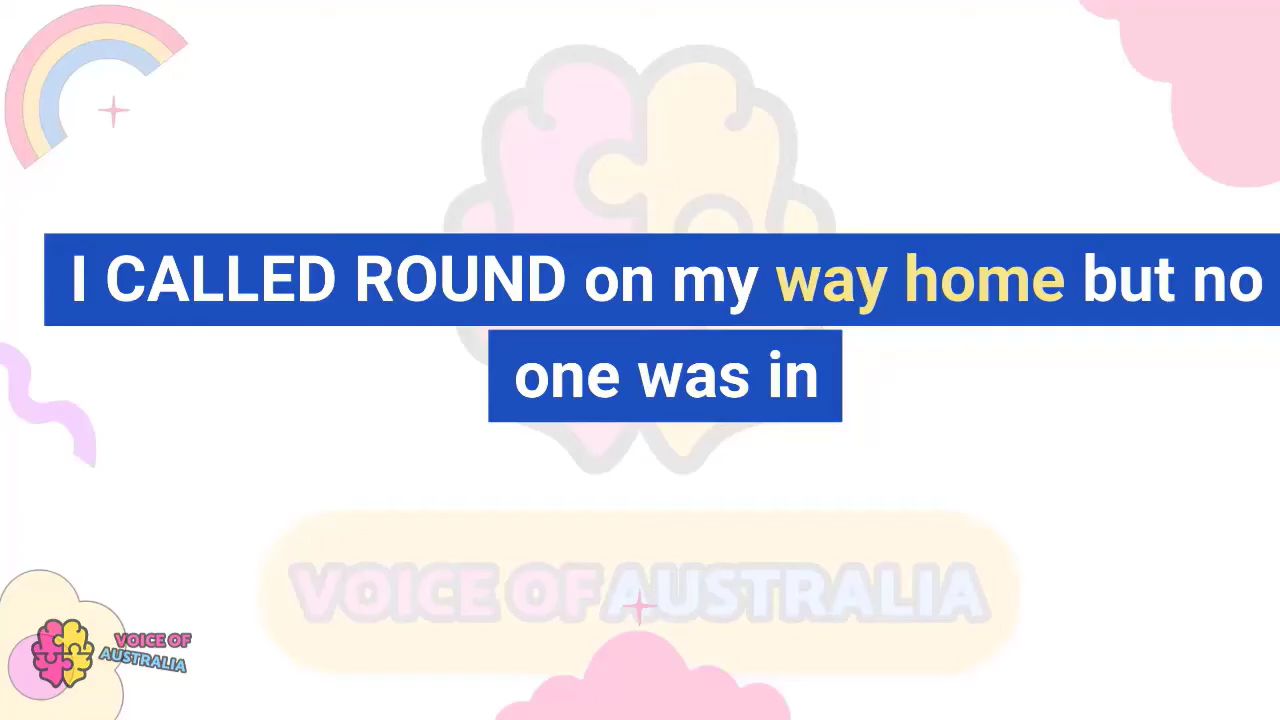 I CALLED ROUND on my way home but no
one was in
VOICE OF AUSTRALIA
VOICE OF
AUSTRALIA